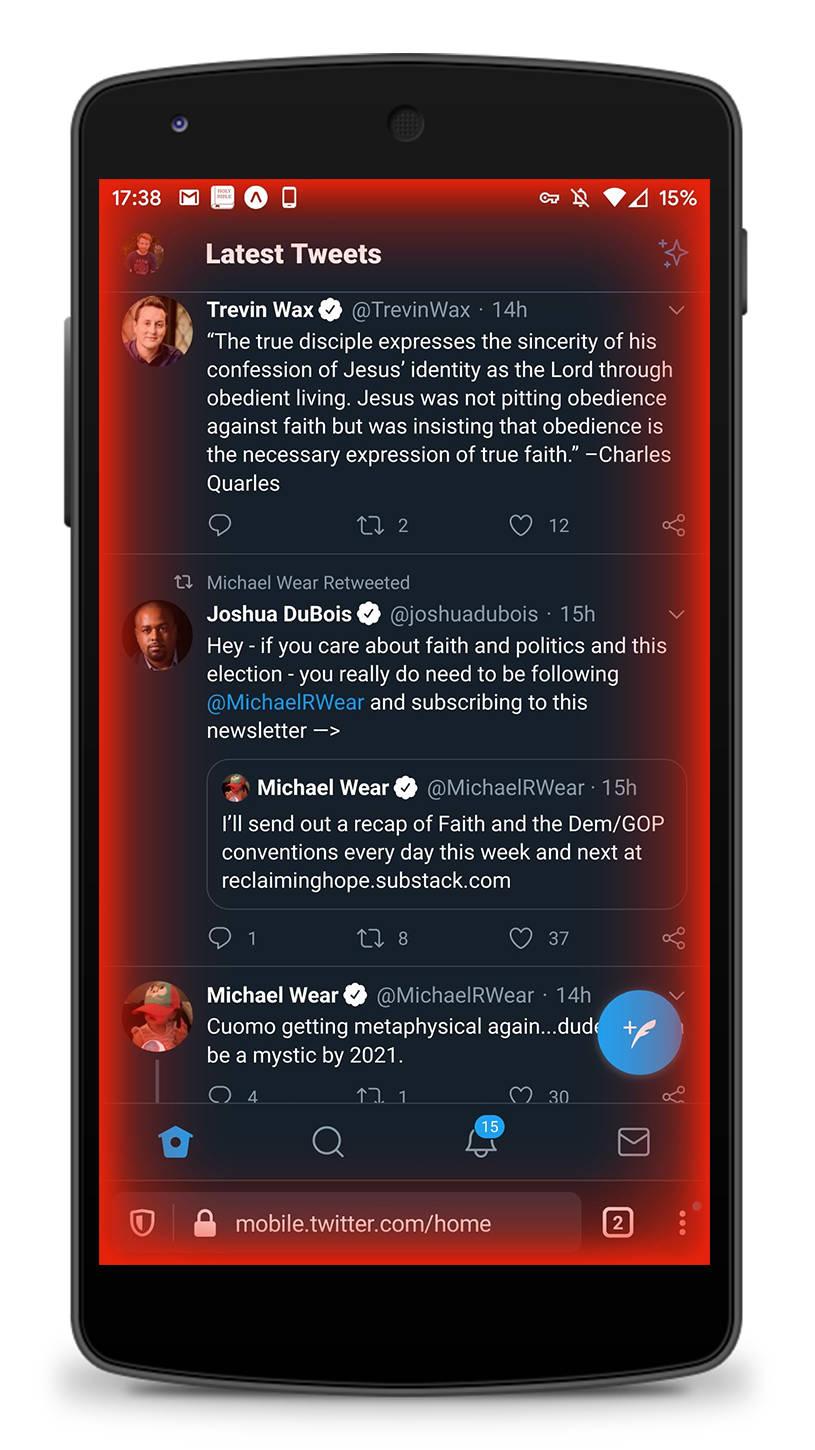 17:38 HOLY BIBLE 15%
Latest Tweets
Trevin Wax @TrevinWax · 14h
“The true disciple expresses the sincerity of his
confession of Jesus’ identity as the Lord through
obedient living. Jesus was not pitting obedience
against faith but was insisting that obedience is
the necessary expression of true faith.” –Charles
Quarles
2 12
Michael Wear Retweeted
Joshua DuBois @joshuadubois · 15h
Hey - if you care about faith and politics and this
election - you really do need to be following
@MichaelRWear and subscribing to this
newsletter —>
Michael Wear @MichaelRWear · 15h
I’ll send out a recap of Faith and the Dem/GOP
conventions every day this week and next at
reclaiminghope.substack.com
1 8 37
Michael Wear @MichaelRWear · 14h
Cuomo getting metaphysical again...dude
be a mystic by 2021.
4 1 30
15
mobile.twitter.com/home 2